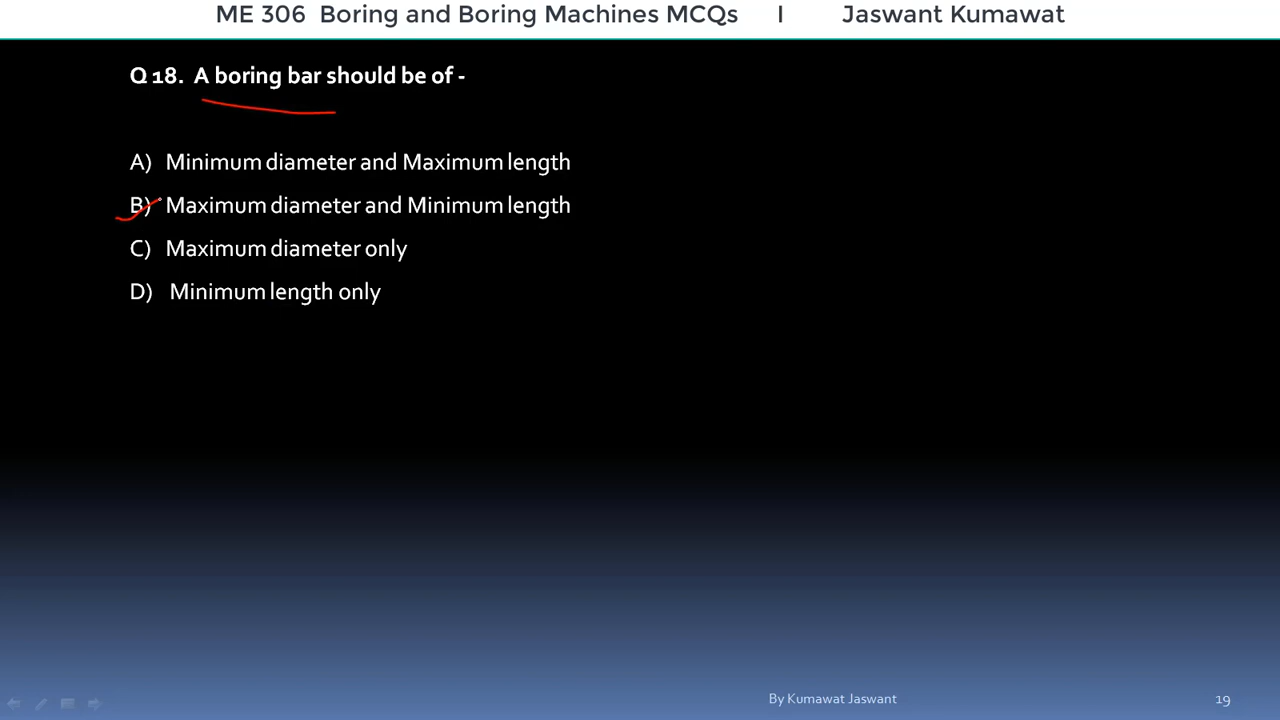 ME 306 Boring and Boring Machines MCQs I Jaswant Kumawat
Q 18. A boring bar should be of -
A) Minimum diameter and Maximum length
B) Maximum diameter and Minimum length
C) Maximum diameter only
D) Minimum length only
By Kumawat Jaswant 19